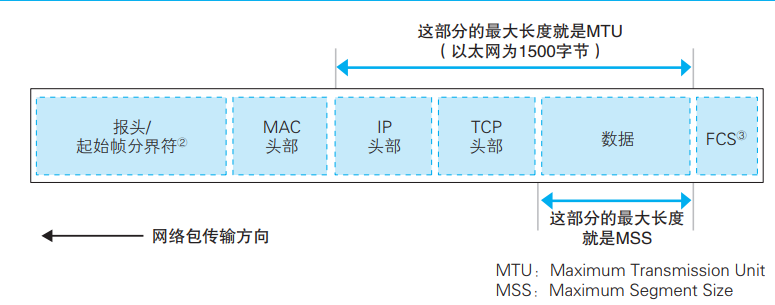 这部分的最大长度就是MTU
（以太网为1500字节）
报头/
起始帧分界符②
MAC
头部
IP
头部
TCP
头部
数据
FCS③
这部分的最大长度
就是MSS
网络包传输方向
MTU：Maximum Transmission Unit
MSS：Maximum Segment Size